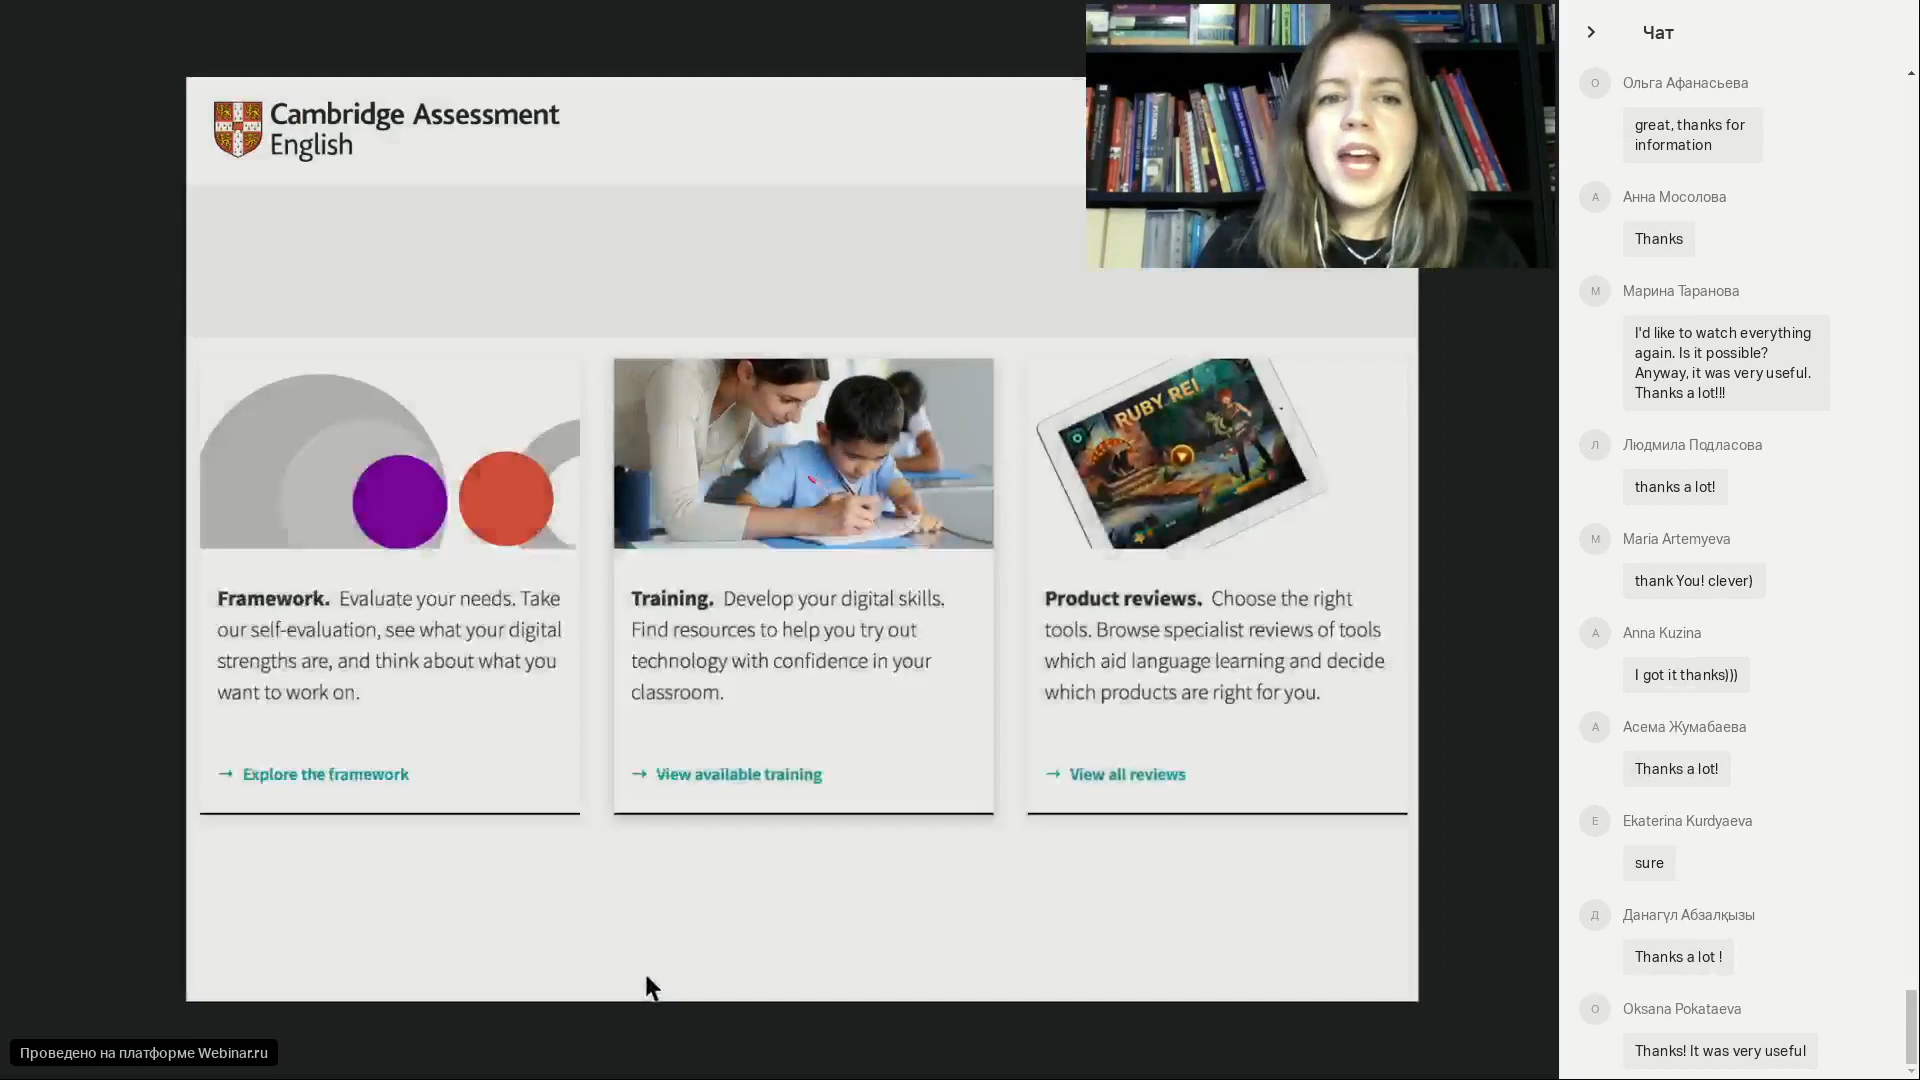 Cambridge Assessment
English
RUBY REI
Framework. Evaluate your needs. Take
our self-evaluation, see what your digital
strengths are, and think about what you
want to work on.
→ Explore the framework
Training. Develop your digital skills.
Find resources to help you try out
technology with confidence in your
classroom.
→ View available training
Product reviews. Choose the right
tools. Browse specialist reviews of tools
which aid language learning and decide
which products are right for you.
→ View all reviews
Проведено на платформе Webinar.ru
Чат
О
Ольга Афанасьева
great, thanks for
information
А
Анна Мосолова
Thanks
М
Марина Таранова
I'd like to watch everything
again. Is it possible?
Anyway, it was very useful.
Thanks a lot!!!
Л
Людмила Подласова
thanks a lot!
M
Maria Artemyeva
thank You! clever)
A
Anna Kuzina
I got it thanks)))
А
Асема Жумабаева
Thanks a lot!
E
Ekaterina Kurdyaeva
sure
Д
Данагүл Абзалқызы
Thanks a lot !
O
Oksana Pokataeva
Thanks! It was very useful